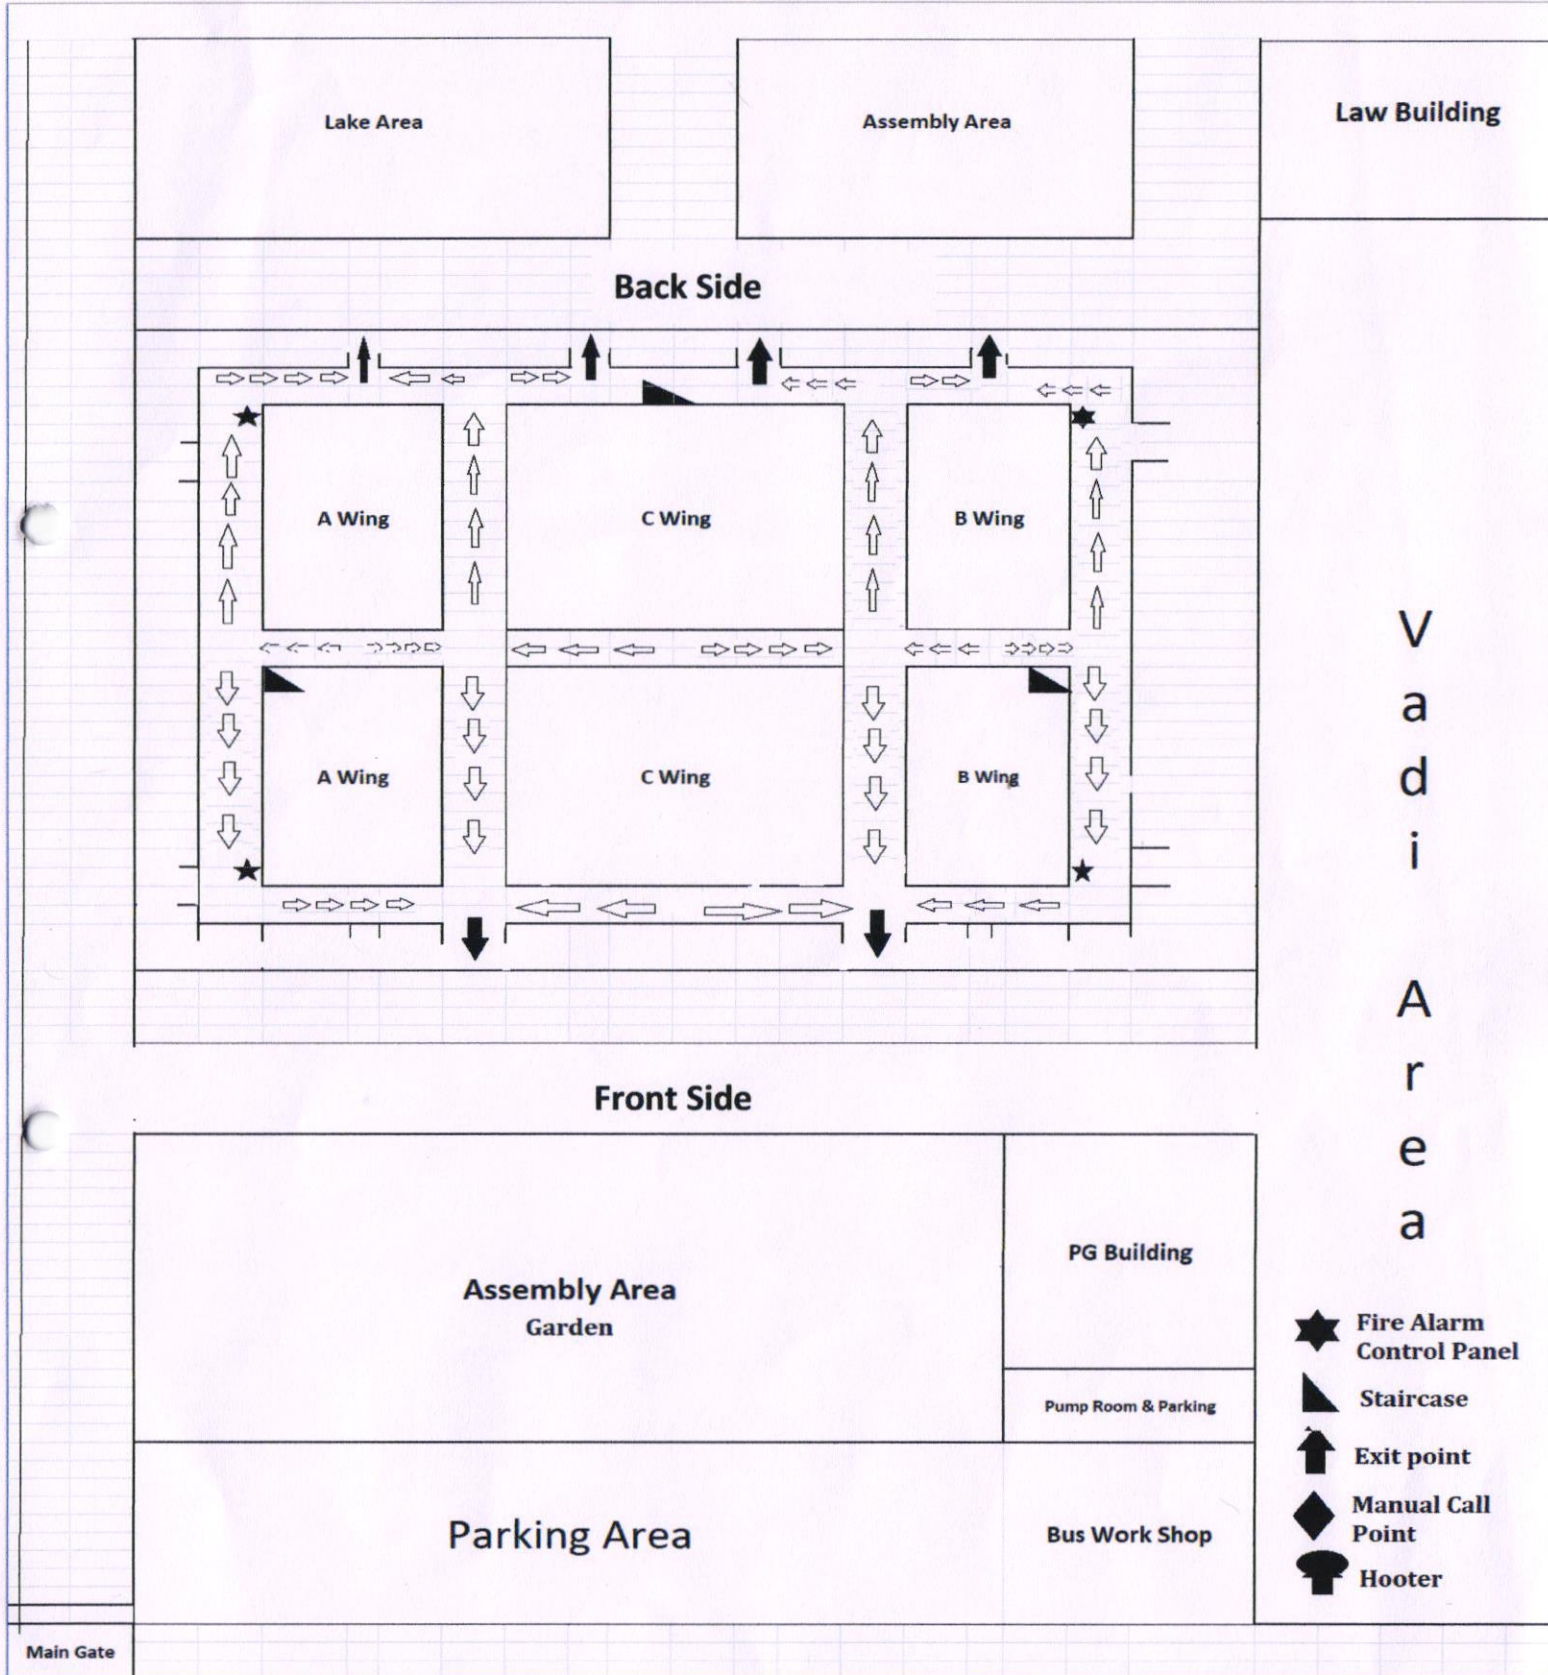 Lake Area
Assembly Area
Law Building
Back Side
A Wing
C Wing
B Wing
A Wing
C Wing
B Wing
Vadi Area
Front Side
Assembly Area
Garden
PG Building
Pump Room & Parking
Parking Area
Bus Work Shop
Fire Alarm
Control Panel
Staircase
Exit point
Manual Call
Point
Hooter
Main Gate